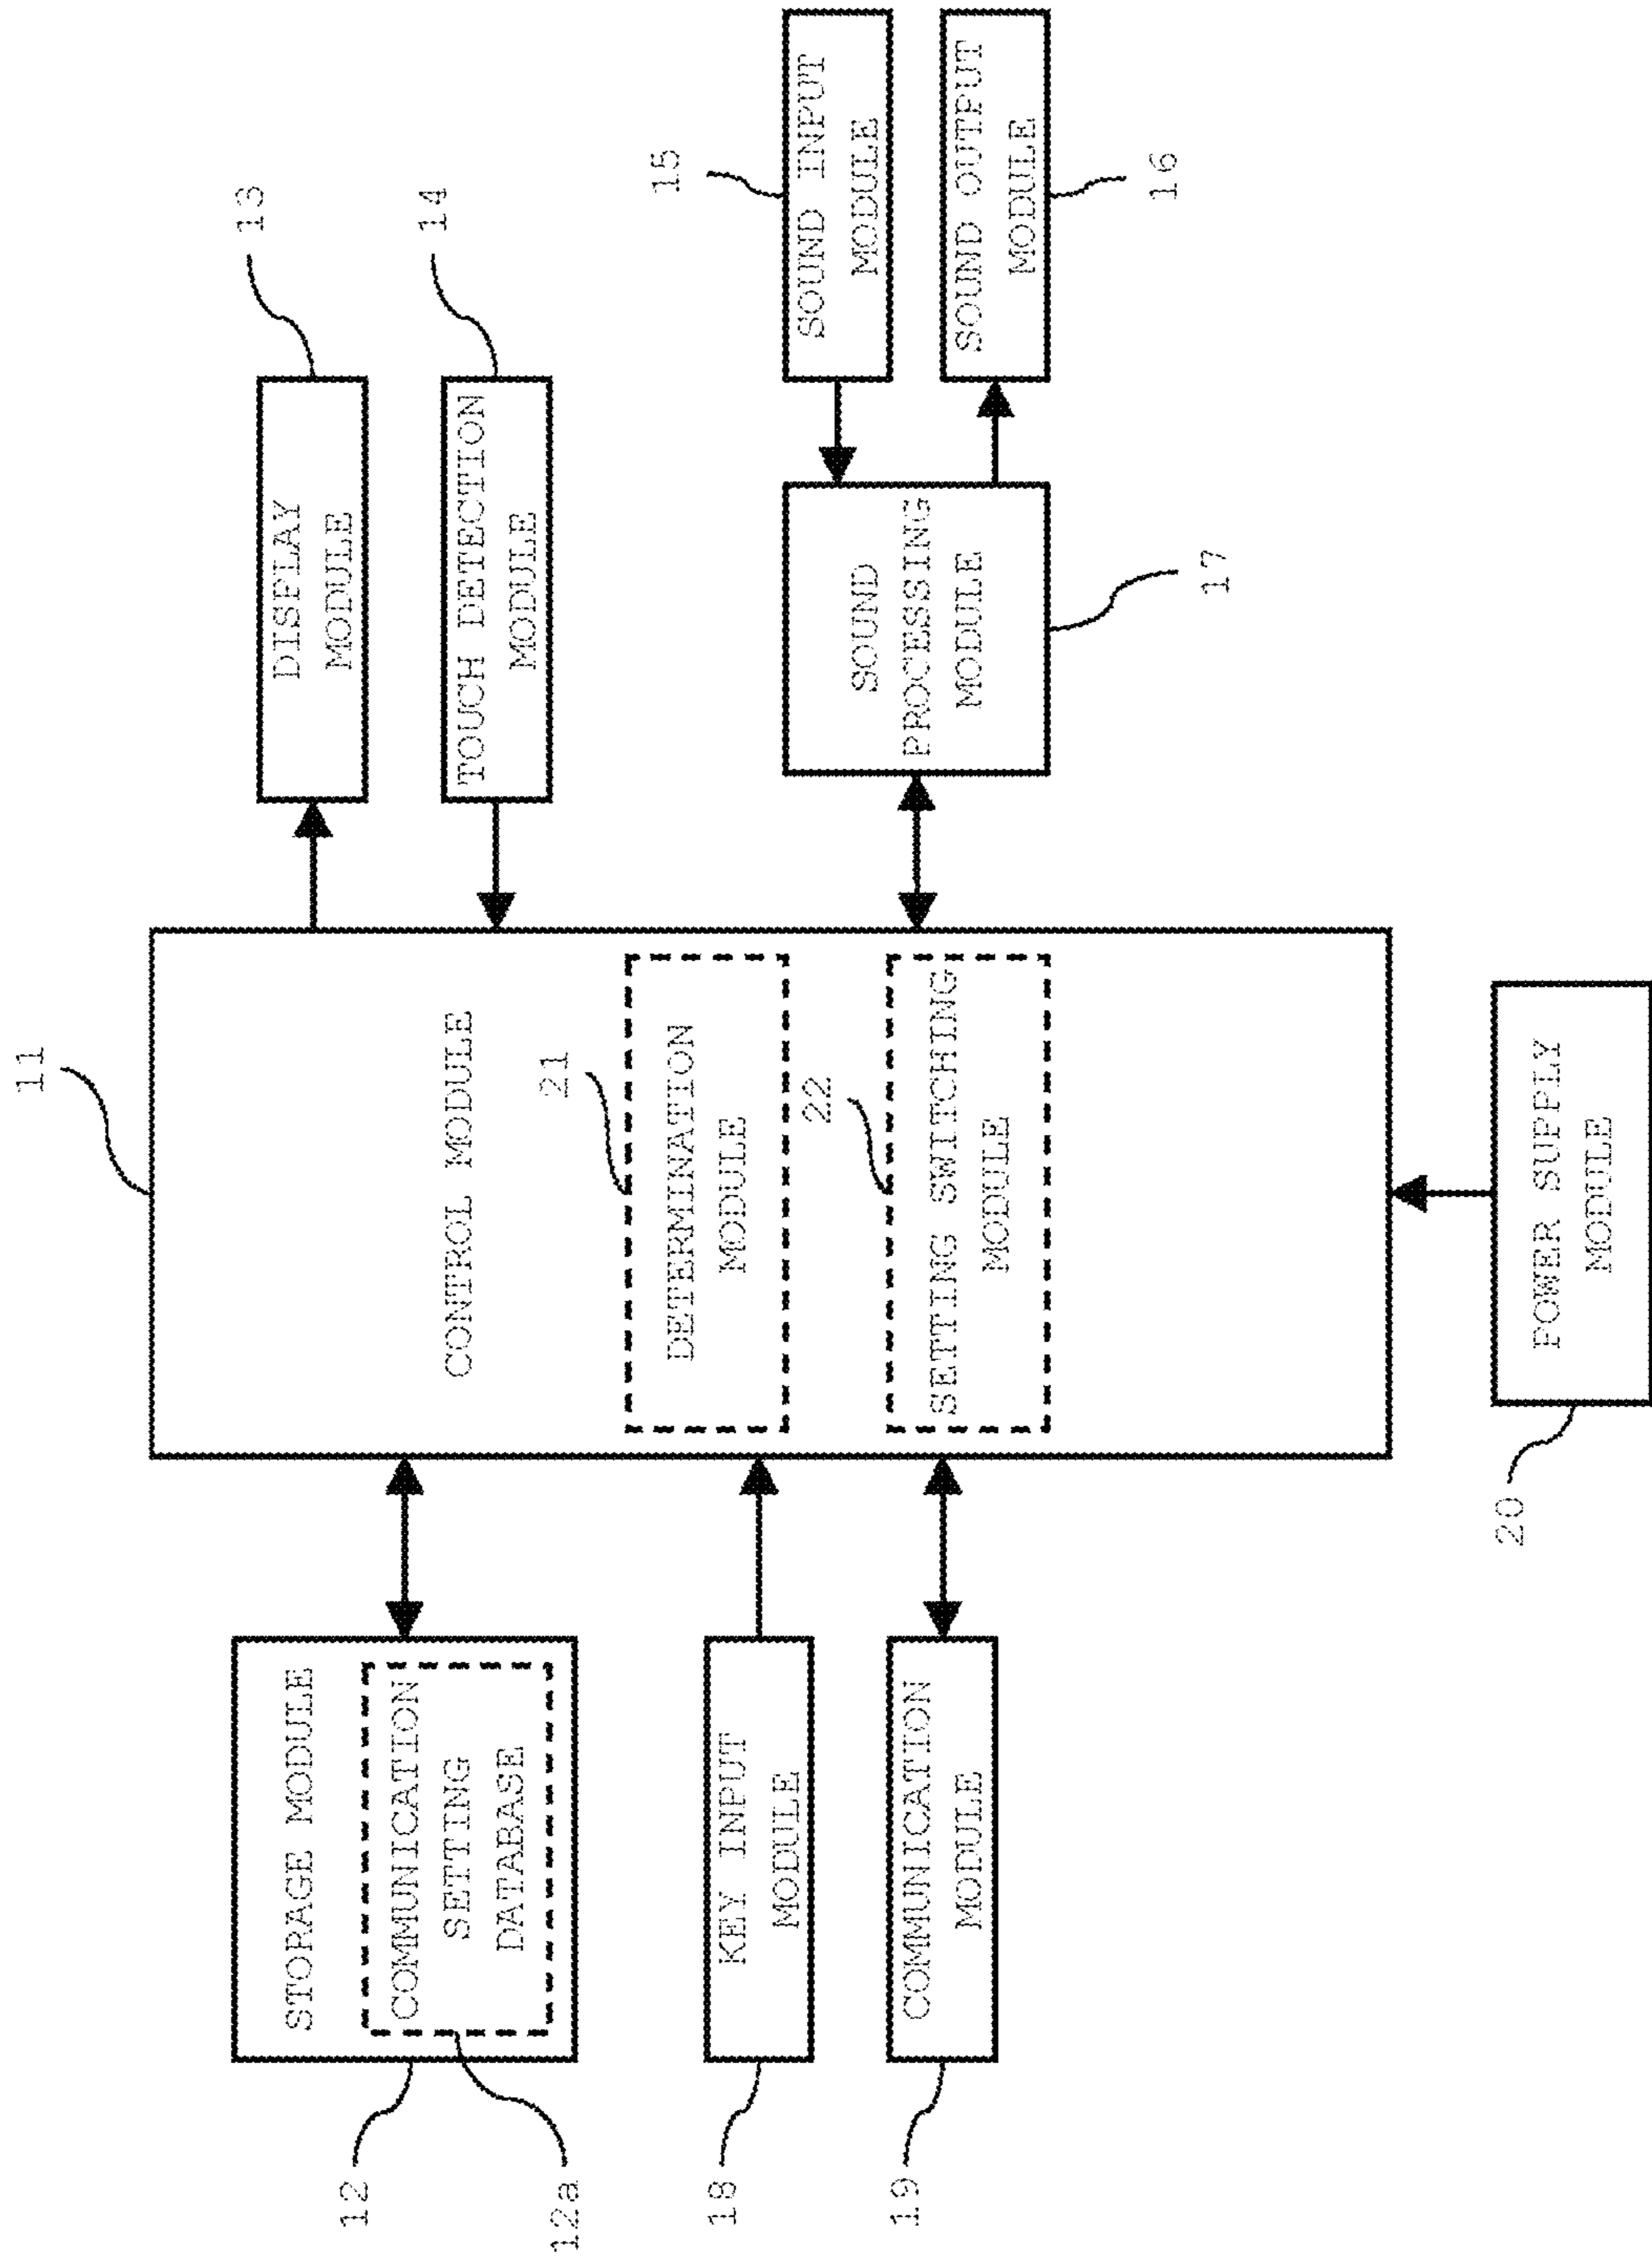 11
CONTROL MODULE
21
DETERMINATION
MODULE
22
SETTING SWITCHING
MODULE
12
STORAGE MODULE
12a
COMMUNICATION
SETTING
DATABASE
18
KEY INPUT
MODULE
19
COMMUNICATION
MODULE
13
DISPLAY
MODULE
14
TOUCH DETECTION
MODULE
15
SOUND INPUT
MODULE
16
SOUND OUTPUT
MODULE
17
SOUND
PROCESSING
MODULE
20
POWER SUPPLY
MODULE